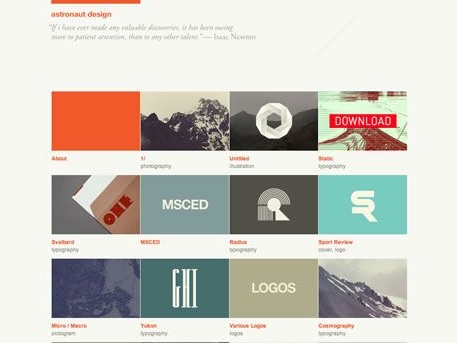 astronaut design
"If i have ever made any valuable discoveries, it has been owing
more to patient attention, than to any other talent." — Isaac Newton
DOWNLOAD
About
1/
Untitled
Static
photography
illustration
typography
ONE
MSCED
R
SR
Svalbard
MSCED
Radius
Sport Review
typography
typography
cover, logo
GHI
LOGOS
Micro / Macro
Yukon
Various Logos
Cosmography
pictogram
typography
logos
typography